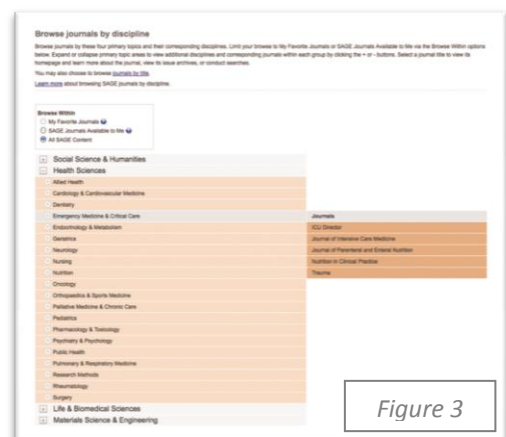 Browse journals by discipline
Browse journals by these four primary topics and their corresponding disciplines. Limit your browse to My Favorite Journals or SAGE Journals Available to Me via the Browse Within options
below. Expand or collapse primary topic areas to view additional disciplines and corresponding journals within each group by clicking the + or - buttons. Select a journal title to view its
homepage and learn more about the journal, view its issue archives, or conduct searches.
You may also choose to browse journals by title.
Learn more about browsing SAGE journals by discipline.
Browse Within
My Favorite Journals
SAGE Journals Available to Me
All SAGE Content
Social Science & Humanities
Health Sciences
Allied Health
Cardiology & Cardiovascular Medicine
Dentistry
Emergency Medicine & Critical Care
Journals
Endocrinology & Metabolism
ICU Director
Geriatrics
Journal of Intensive Care Medicine
Neurology
Journal of Parenteral and Enteral Nutrition
Nursing
Nutrition in Clinical Practice
Nutrition
Trauma
Oncology
Orthopaedics & Sports Medicine
Palliative Medicine & Chronic Care
Pediatrics
Pharmacology & Toxicology
Psychiatry & Psychology
Public Health
Pulmonary & Respiratory Medicine
Research Methods
Rheumatology
Surgery
Life & Biomedical Sciences
Materials Science & Engineering
Figure 3